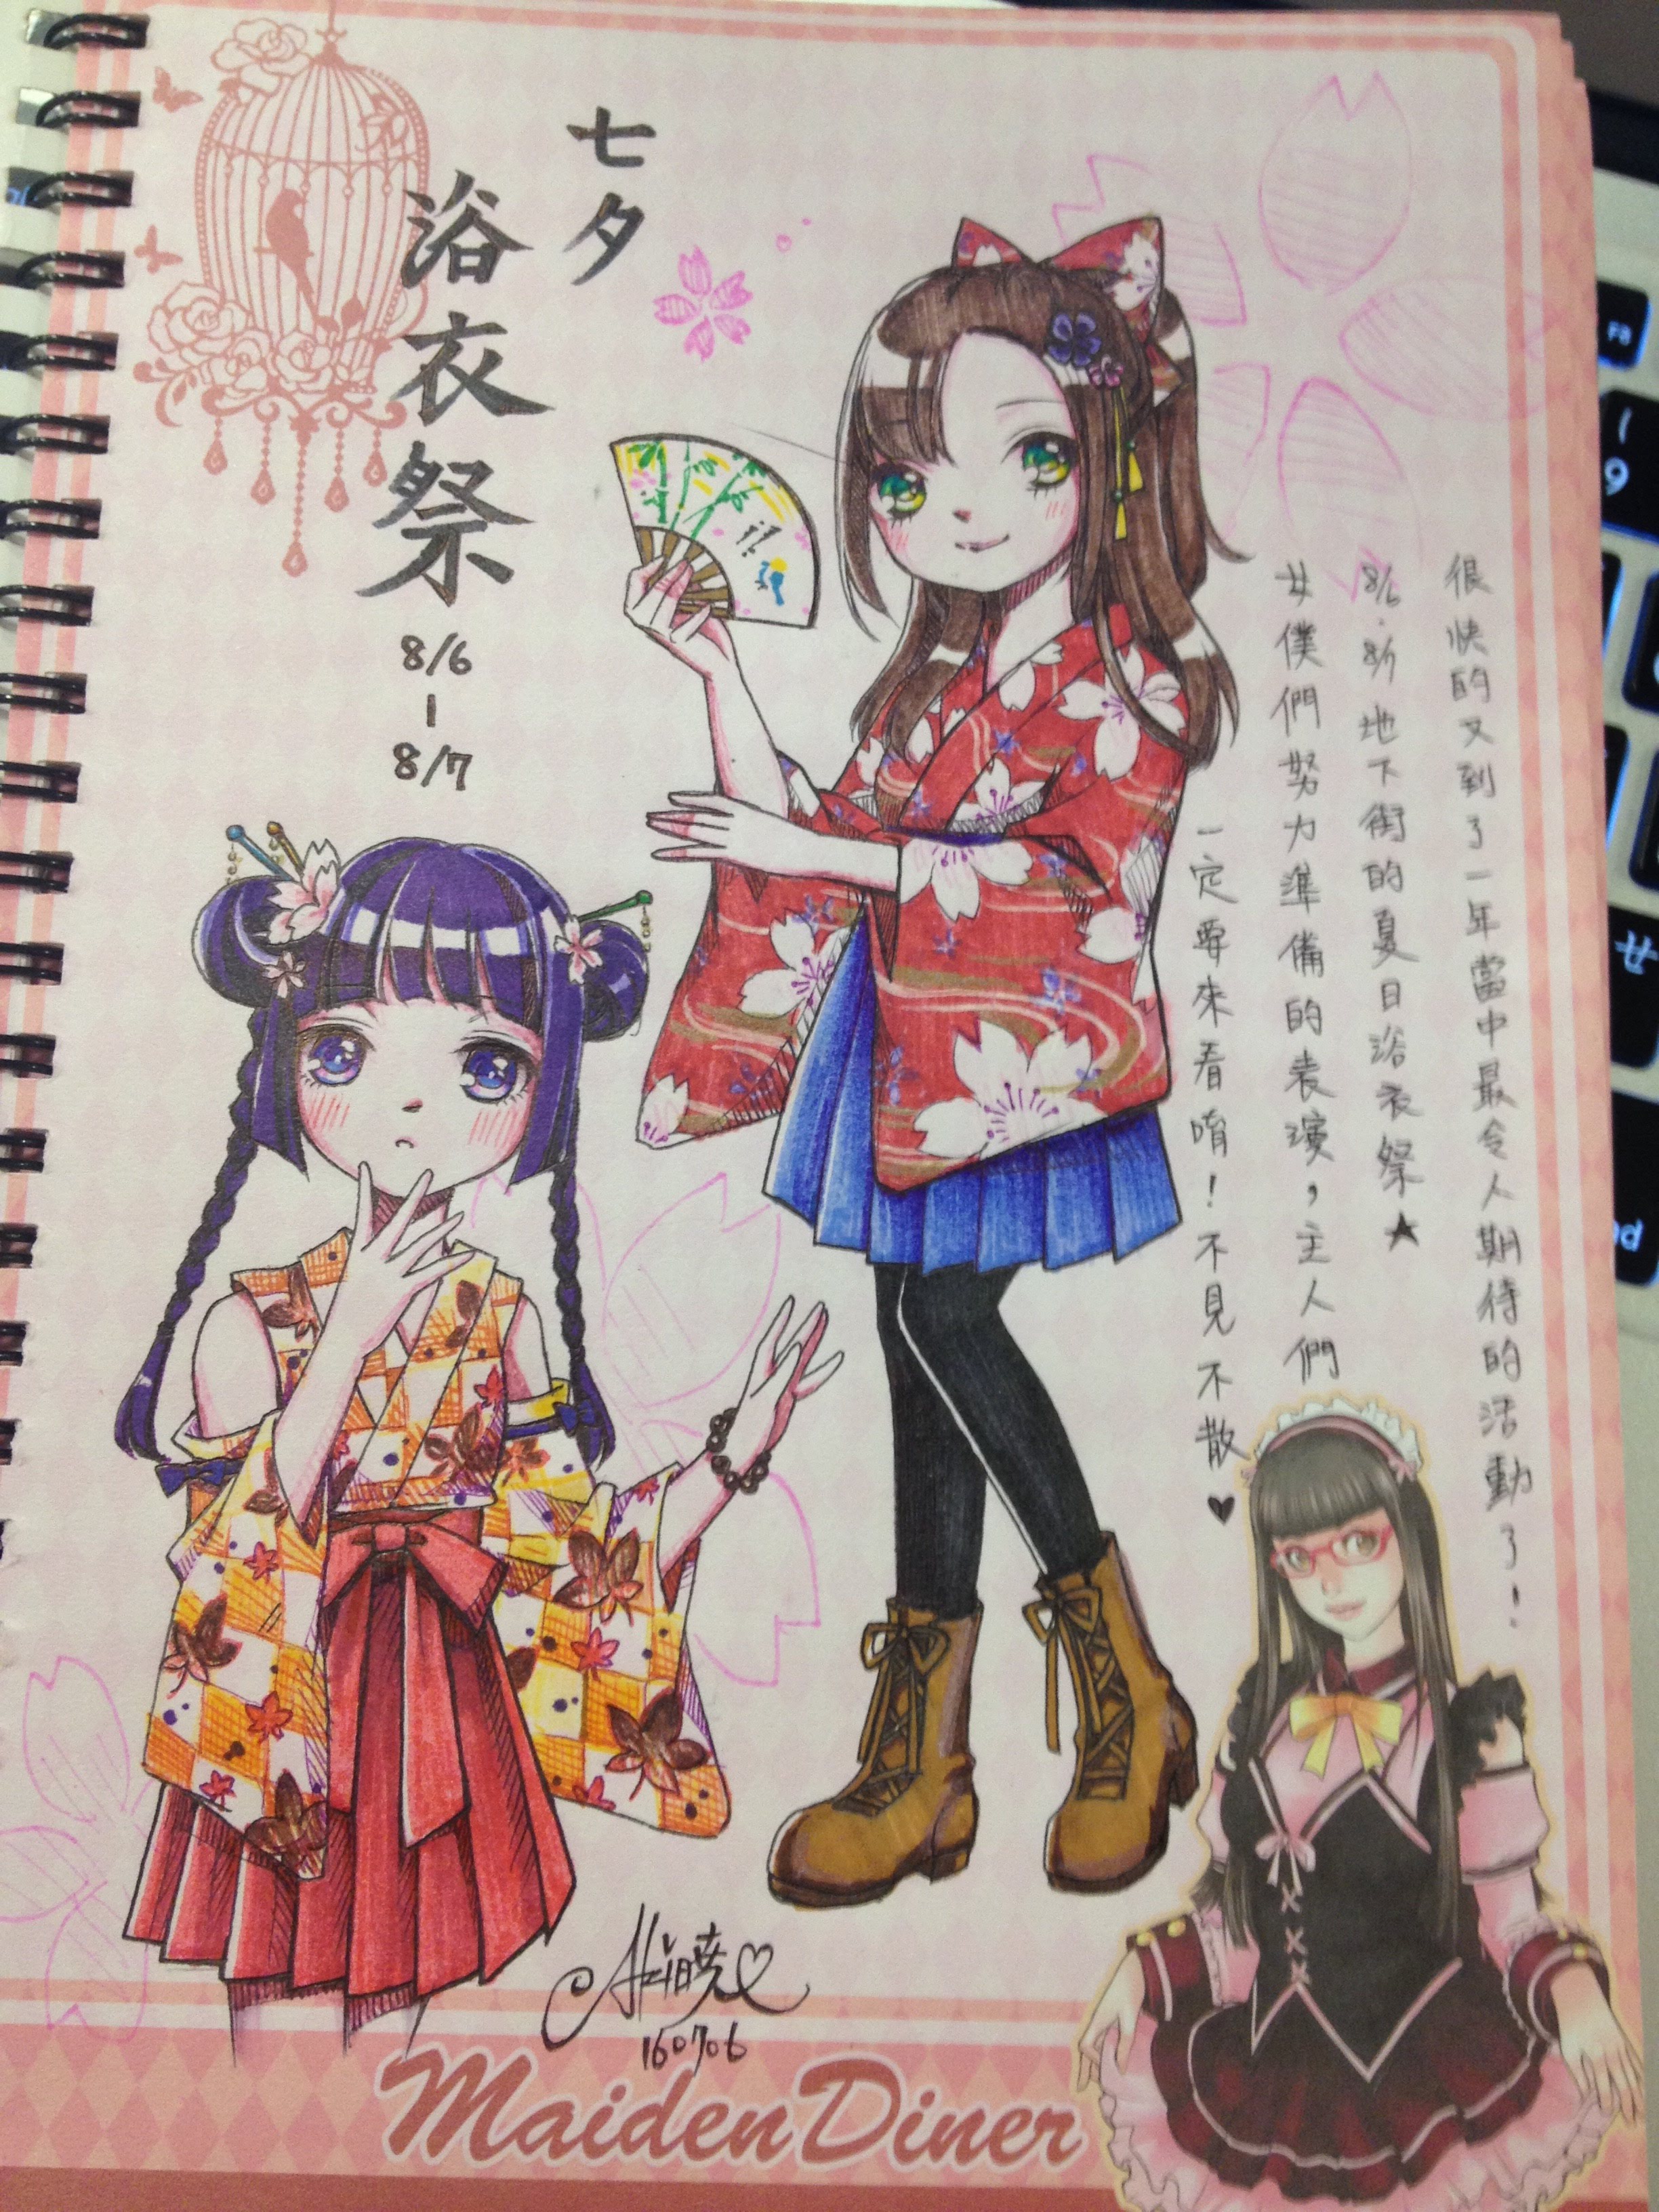 七夕
浴衣祭
8/6
|
8/7
很快的又到了一年當中最令人期待的活動了！
8/6.8/7地下街的夏日浴衣祭★
女僕們努力準備的表演，主人們
一定要來看唷！不見不散♥
160706
Maiden Diner